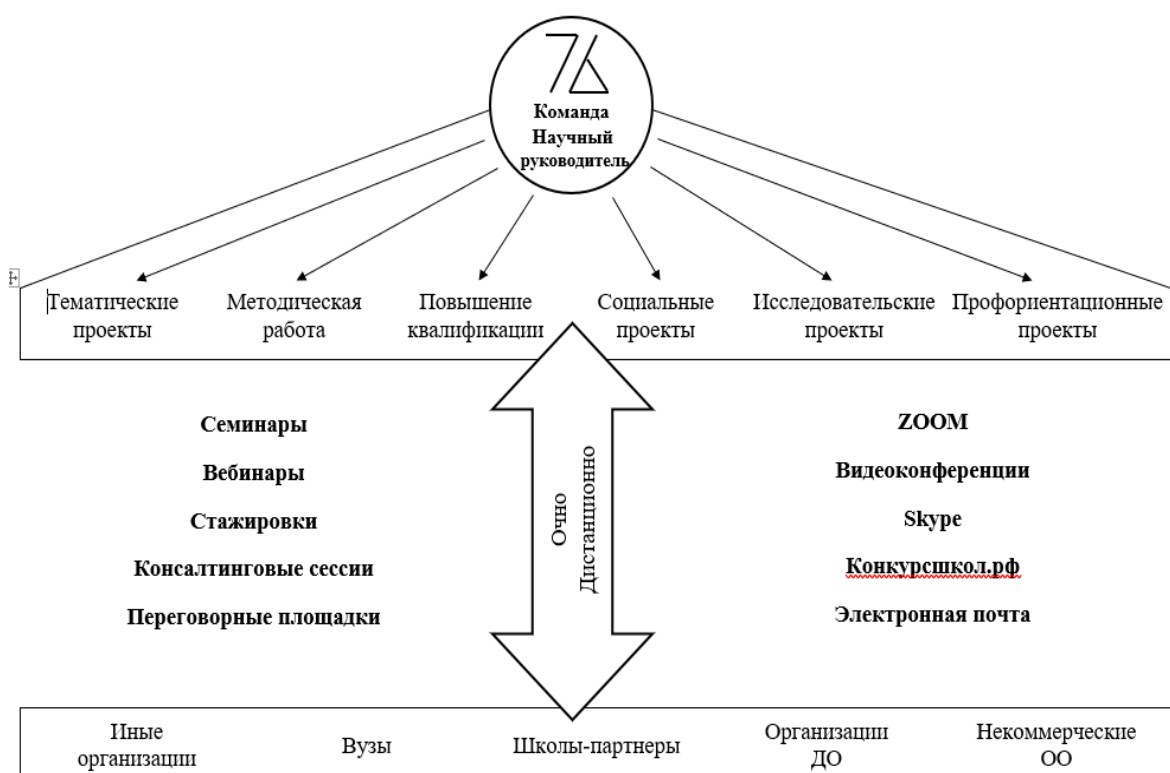 76
Команда
Научный
руководитель
Тематические
проекты
Методическая
работа
Повышение
квалификации
Социальные
проекты
Исследовательские
проекты
Профориентационные
проекты
Семинары
Вебинары
Стажировки
Консалтинговые сессии
Переговорные площадки
Очно
Дистанционно
ZOOM
Видеоконференции
Skype
Конкурсшкол.рф
Электронная почта
Иные
организации
Вузы
Школы-партнеры
Организации
ДО
Некоммерческие
ОО